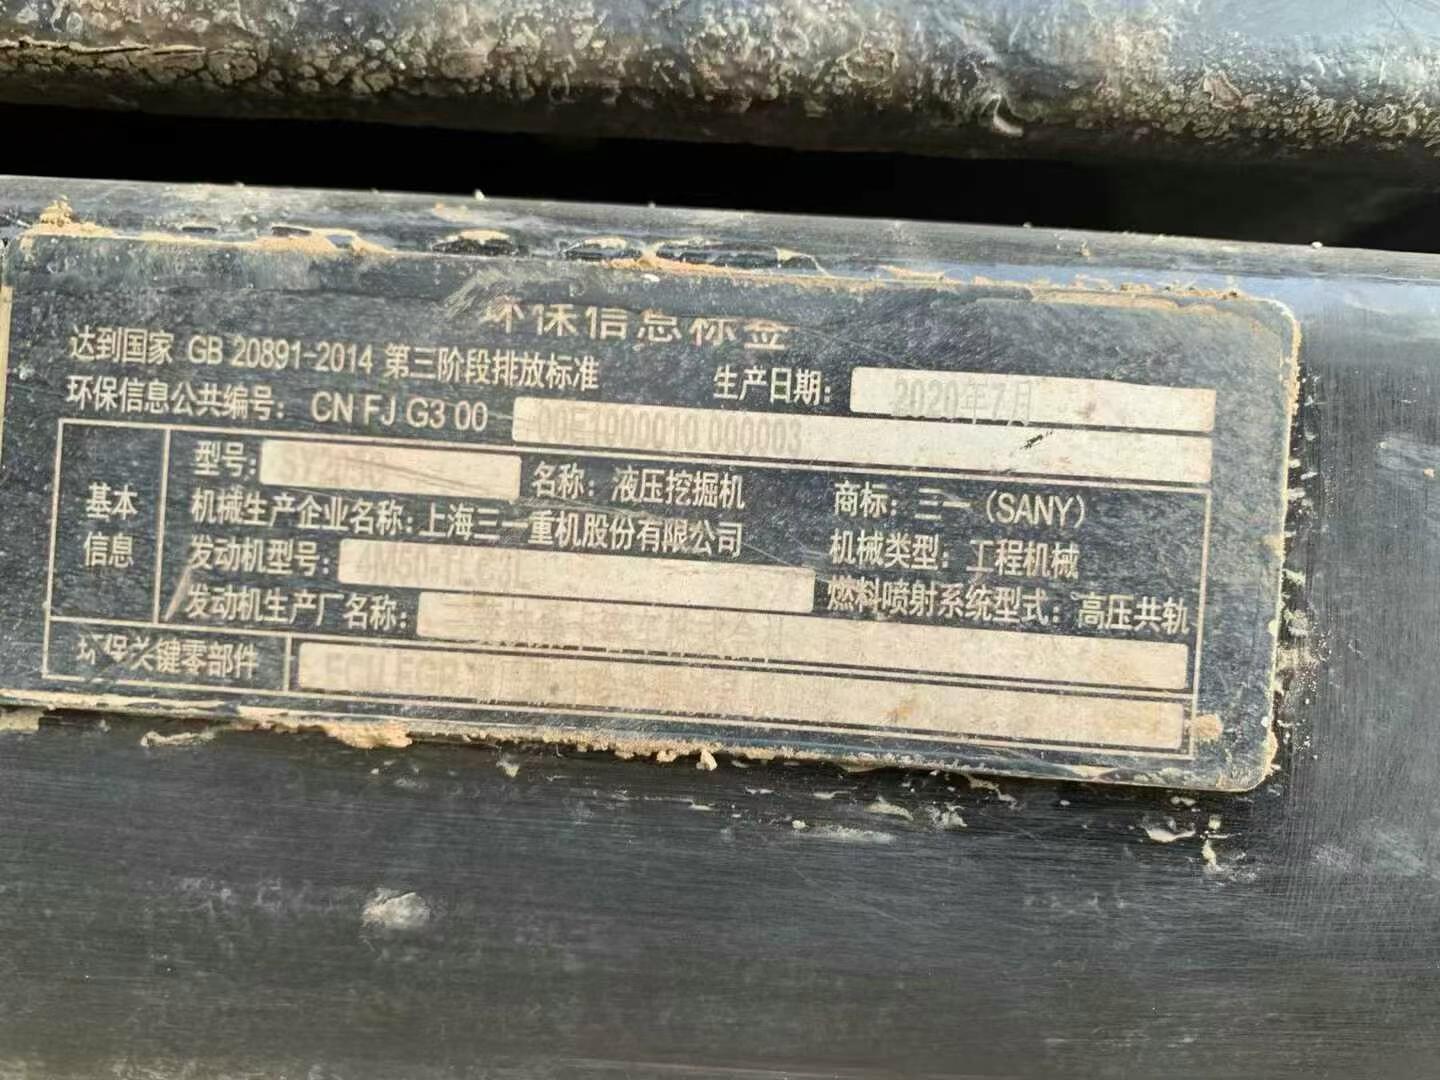 环保信息标签
达到国家 GB 20891-2014 第三阶段排放标准 生产日期: 2020年7月
环保信息公共编号: CN FJ G3 00 00E1000010 000003
基本信息
型号: 名称: 液压挖掘机 商标: 三一 (SANY)
机械生产企业名称: 上海三一重机股份有限公司 机械类型: 工程机械
发动机型号: 燃料喷射系统型式: 高压共轨
发动机生产厂名称:
环保关键零部件 ECU EGR